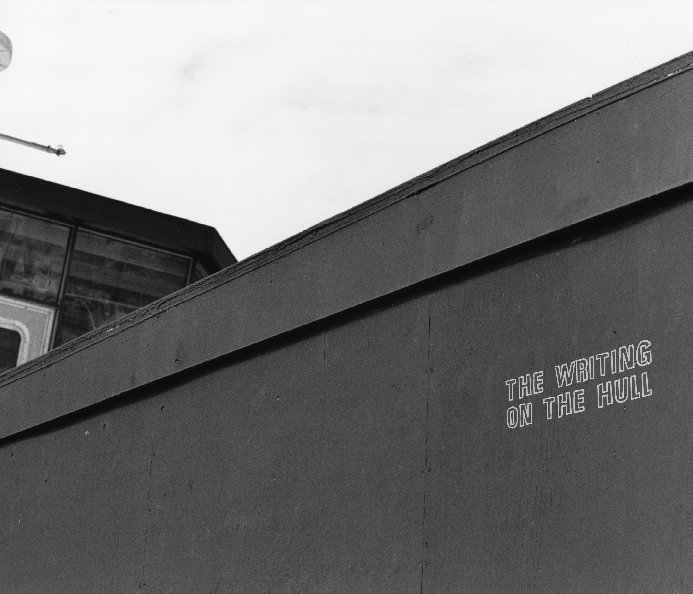 THE WRITING
ON THE HULL